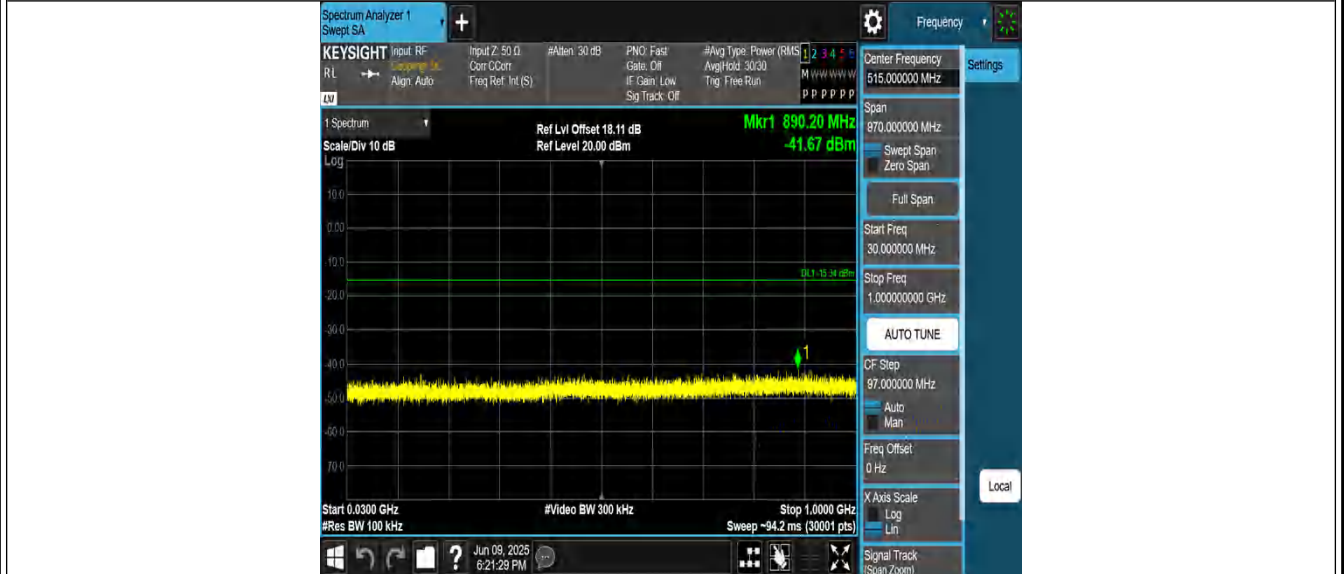 Spectrum Analyzer 1
Swept SA
+
Frequency
KEYSIGHT
RL
LXI
Input: RF
Align: Auto
Input Z: 50 Ω
Corr CCorr
Freq Ref: Int (S)
#Atten: 30 dB
PNO: Fast
Gate: Off
IF Gain: Low
Sig Track: Off
#Avg Type: Power (RMS
Avg|Hold: 30/30
Trig: Free Run
1 2 3 4 5 6
M W W W W W
P P P P P P
Center Frequency
515.000000 MHz
Settings
Span
970.000000 MHz
Swept Span
Zero Span
Full Span
Start Freq
30.000000 MHz
Stop Freq
1.000000000 GHz
AUTO TUNE
CF Step
97.000000 MHz
Auto
Man
Freq Offset
0 Hz
X Axis Scale
Log
Lin
Signal Track
(Span Zoom)
Local
1 Spectrum
Scale/Div 10 dB
Log
Ref Lvl Offset 18.11 dB
Ref Level 20.00 dBm
Mkr1 890.20 MHz
-41.67 dBm
10.0
0.00
-10.0
DL1 -15.34 dBm
-20.0
-30.0
1
-40.0
-50.0
-60.0
-70.0
Start 0.0300 GHz
#Video BW 300 kHz
Stop 1.0000 GHz
#Res BW 100 kHz
Sweep ~94.2 ms (30001 pts)
?
Jun 09, 2025
6:21:29 PM